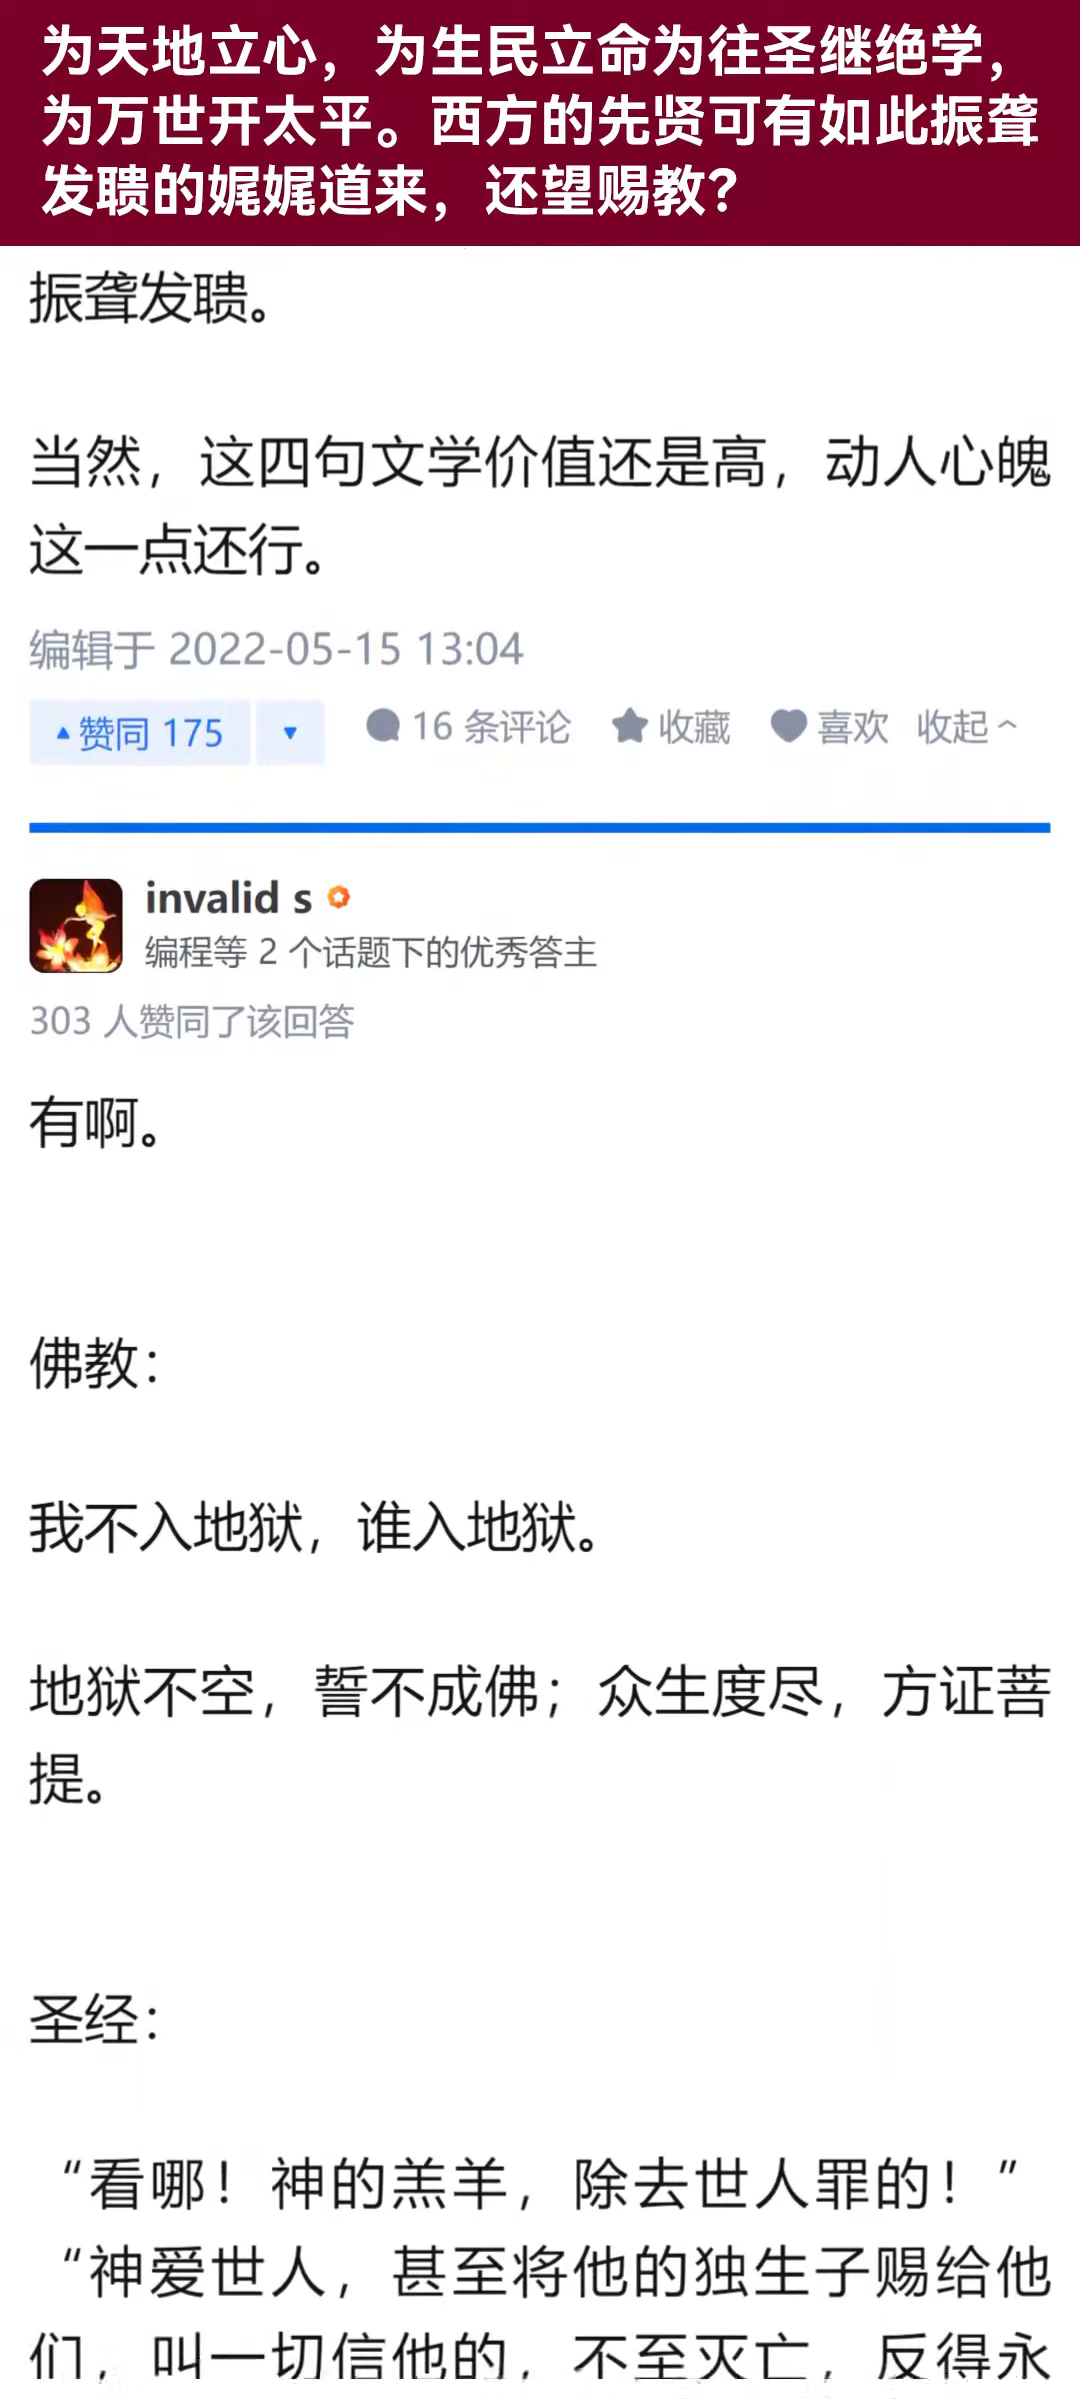 为天地立心，为生民立命为往圣继绝学，
为万世开太平。西方的先贤可有如此振聋
发聩的娓娓道来，还望赐教？
振聋发聩。
当然，这四句文学价值还是高，动人心魄
这一点还行。
编辑于 2022-05-15 13:04
赞同 175 16 条评论 收藏 喜欢 收起
invalid s
编程等 2 个话题下的优秀答主
303 人赞同了该回答
有啊。
佛教：
我不入地狱，谁入地狱。
地狱不空，誓不成佛；众生度尽，方证菩
提。
圣经：
“看哪！神的羔羊，除去世人罪的！”
“神爱世人，甚至将他的独生子赐给他
们，叫一切信他的，不至灭亡，反得永